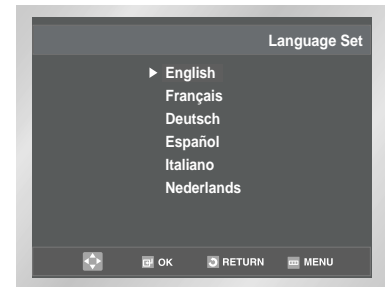 Language Set
► English
Français
Deutsch
Español
Italiano
Nederlands
OK RETURN MENU